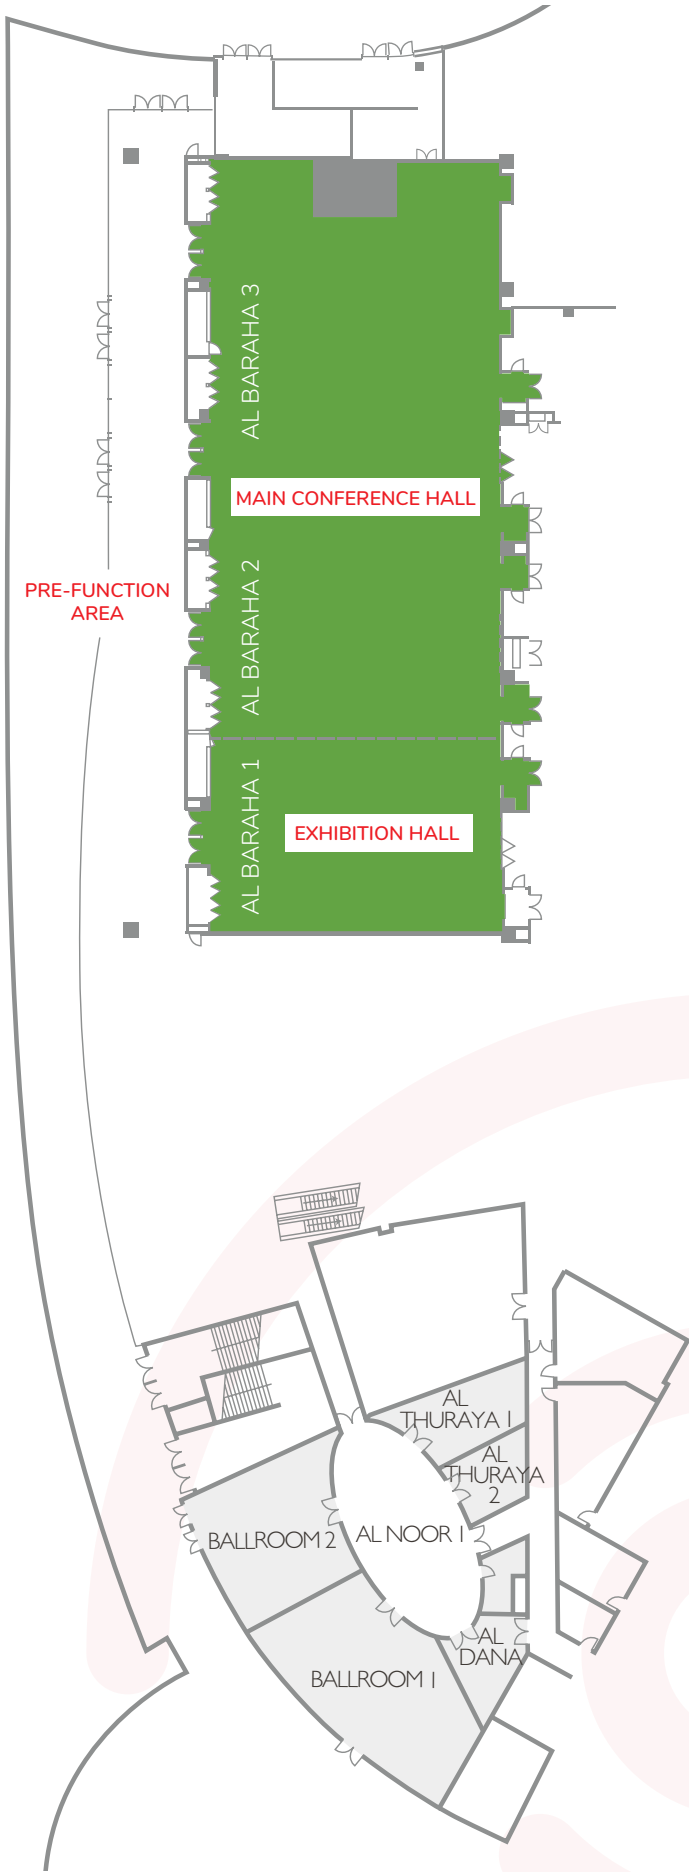 AL BARAHA 3
MAIN CONFERENCE HALL
PRE-FUNCTION
AREA
AL BARAHA 2
AL BARAHA 1
EXHIBITION HALL
AL
THURAYA 1
AL
THURAYA
2
AL NOOR 1
BALLROOM 2
AL
DANA
BALLROOM 1